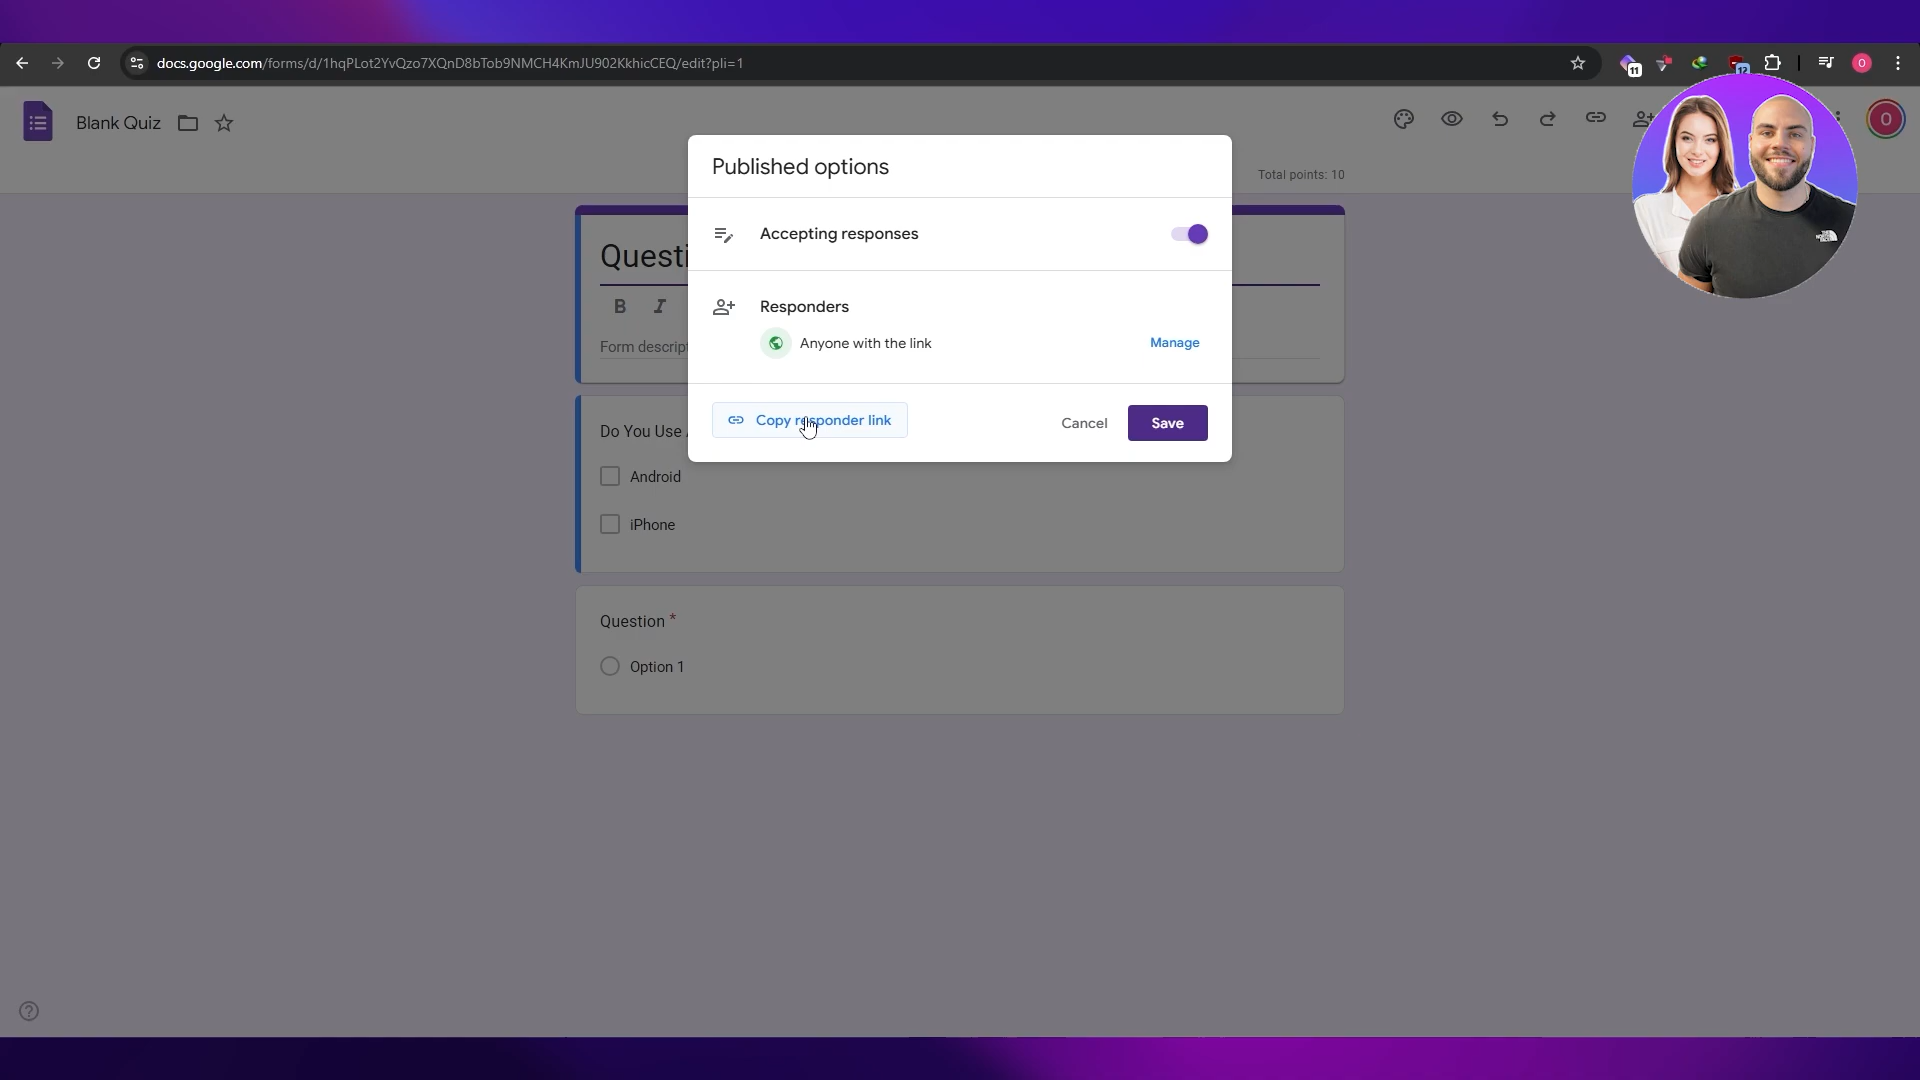 docs.google.com/forms/d/1hqPLot2YvQzo7XQnD8bTob9NMCH4KmJU902KkhicCEQ/edit?pli=1
11
12
O
Blank Quiz
O
Published options
Total points: 10
Accepting responses
Questi
B I
Responders
Anyone with the link
Manage
Form descript
Copy responder link
Cancel
Save
Do You Use
Android
iPhone
Question *
Option 1